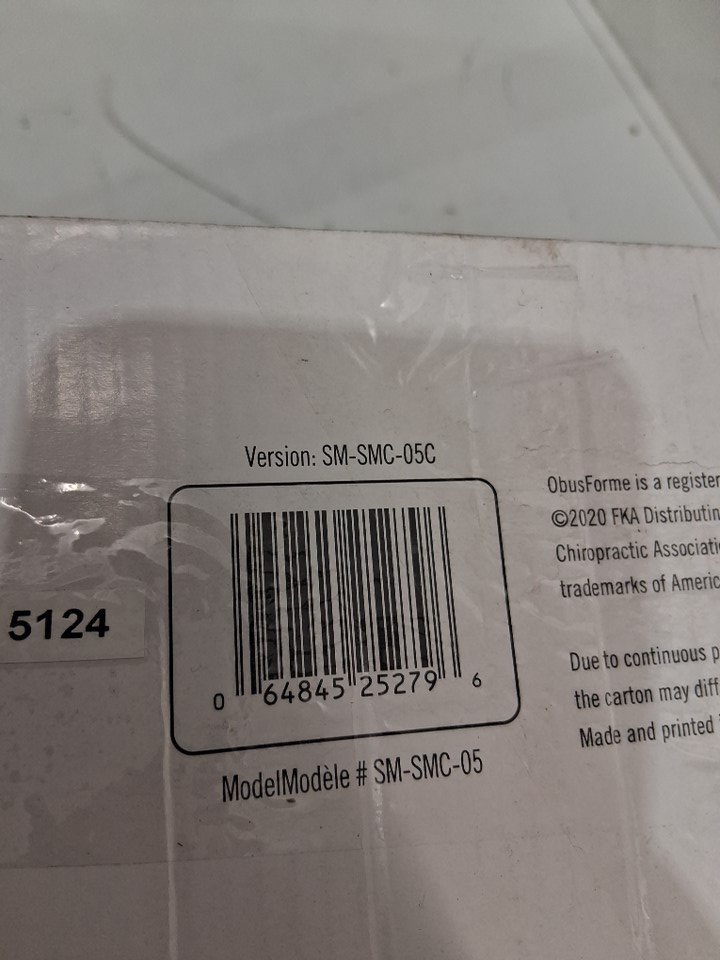 Version: SM-SMC-05C
0 64845 25279 6
ModelModèle # SM-SMC-05
5124
ObusForme is a register
©2020 FKA Distributin
Chiropractic Associati
trademarks of Americ
Due to continuous p
the carton may diff
Made and printed